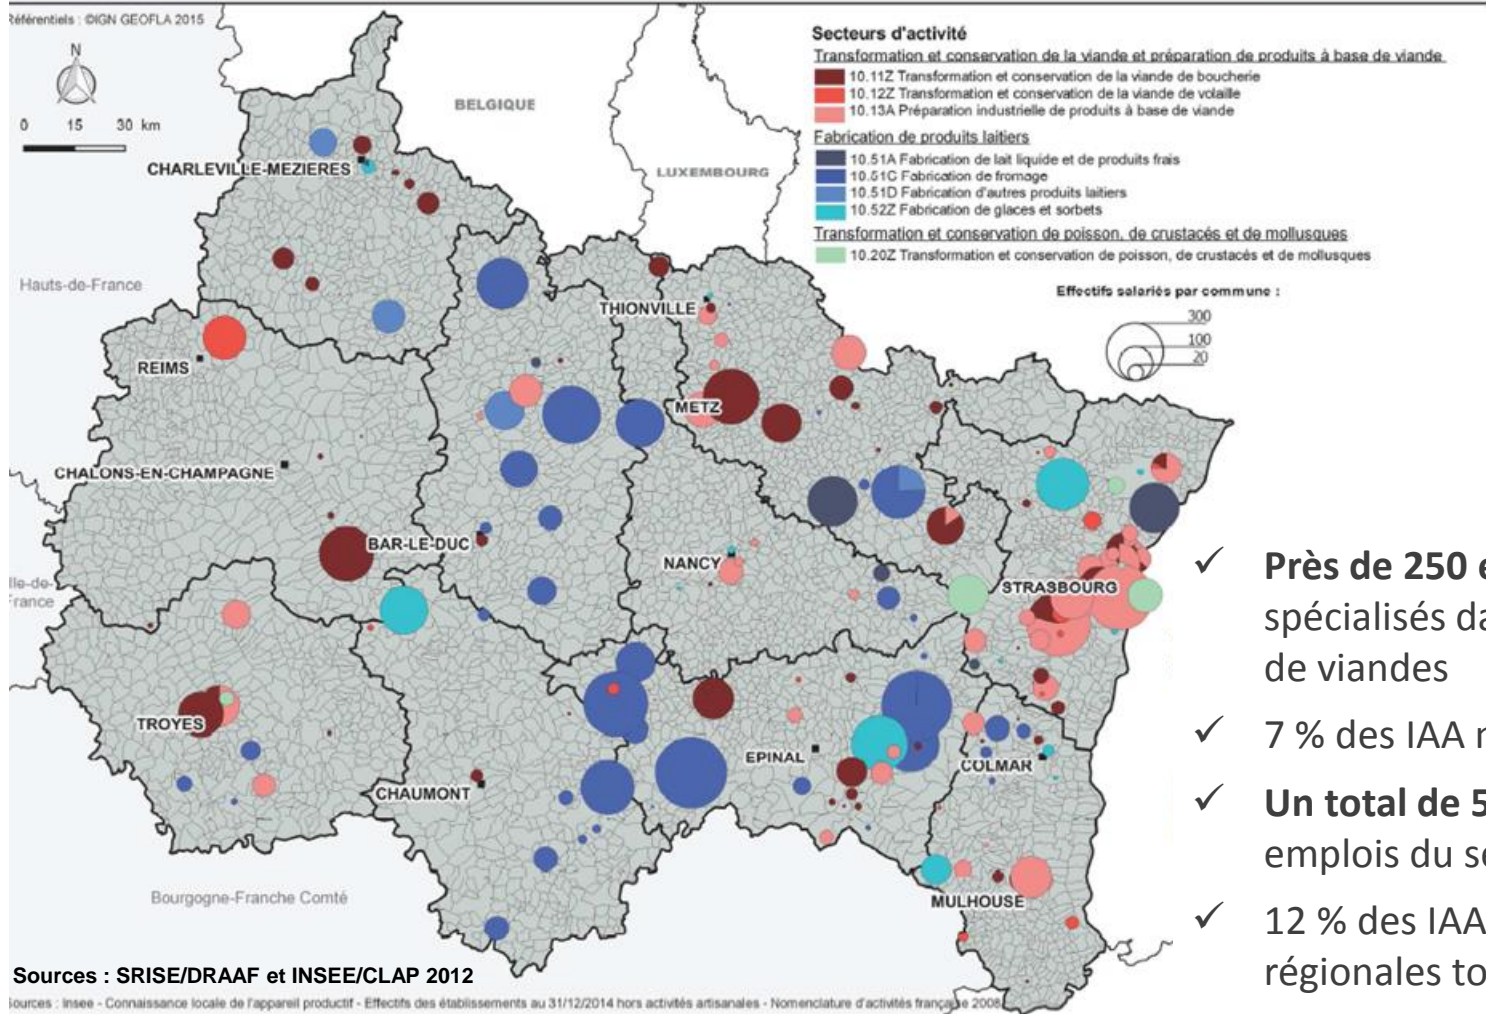 Référentiels : ©IGN GEOFLA 2015
N
0 15 30 km
BELGIQUE
LUXEMBOURG
Hauts-de-France
Ile-de-
France
Bourgogne-Franche Comté
CHARLEVILLE-MEZIERES
THIONVILLE
REIMS
METZ
CHALONS-EN-CHAMPAGNE
BAR-LE-DUC
NANCY
STRASBOURG
TROYES
EPINAL
COLMAR
CHAUMONT
MULHOUSE
Secteurs d'activité
Transformation et conservation de la viande et préparation de produits à base de viande
10.11Z Transformation et conservation de la viande de boucherie
10.12Z Transformation et conservation de la viande de volaille
10.13A Préparation industrielle de produits à base de viande
Fabrication de produits laitiers
10.51A Fabrication de lait liquide et de produits frais
10.51C Fabrication de fromage
10.51D Fabrication d'autres produits laitiers
10.52Z Fabrication de glaces et sorbets
Transformation et conservation de poisson, de crustacés et de mollusques
10.20Z Transformation et conservation de poisson, de crustacés et de mollusques
Effectifs salariés par commune :
300
100
20
✓ Près de 250 e
spécialisés da
de viandes
✓ 7 % des IAA
✓ Un total de 5
emplois du se
✓ 12 % des IAA
régionales to
Sources : SRISE/DRAAF et INSEE/CLAP 2012
Sources : Insee - Connaissance locale de l'appareil productif - Effectifs des établissements au 31/12/2014 hors activités artisanales - Nomenclature d'activités française 2008